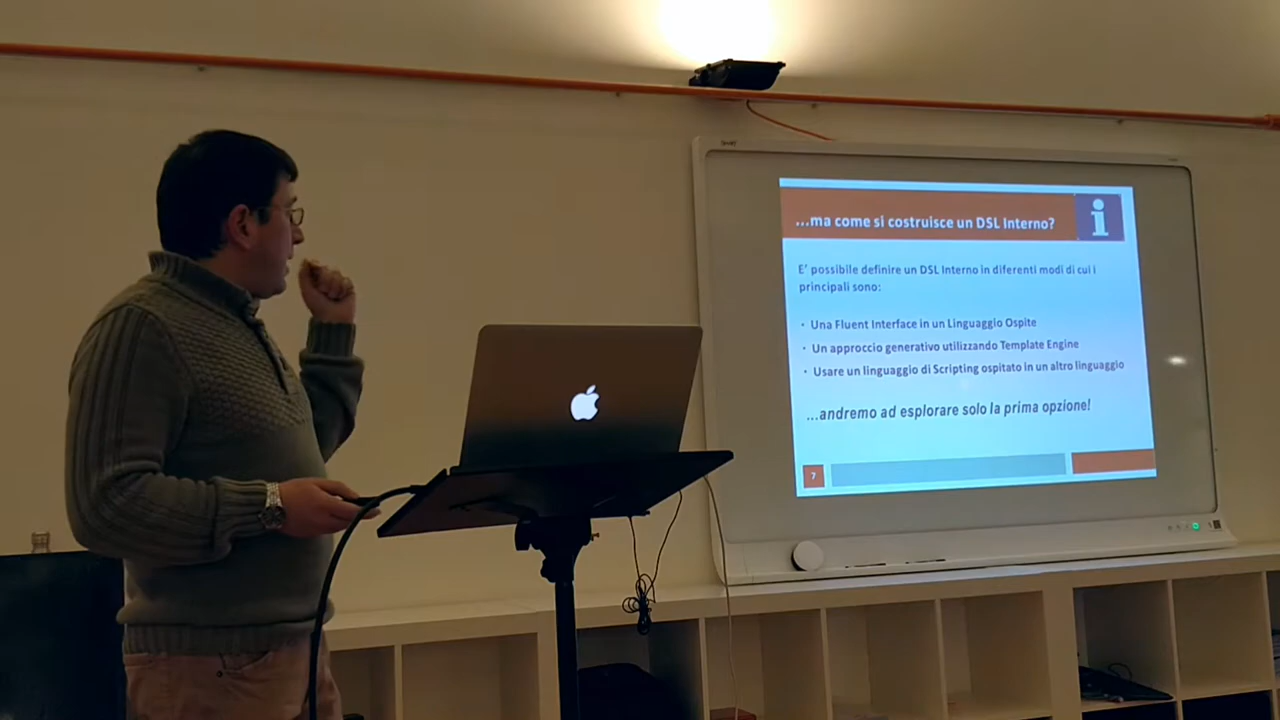 ...ma come si costruisce un DSL Interno?
i
E' possibile definire un DSL Interno in diferenti modi di cui i
principali sono:
• Una Fluent Interface in un Linguaggio Ospite
• Un approccio generativo utilizzando Template Engine
• Usare un linguaggio di Scripting ospitato in un altro linguaggio
...andremo ad esplorare solo la prima opzione!
7